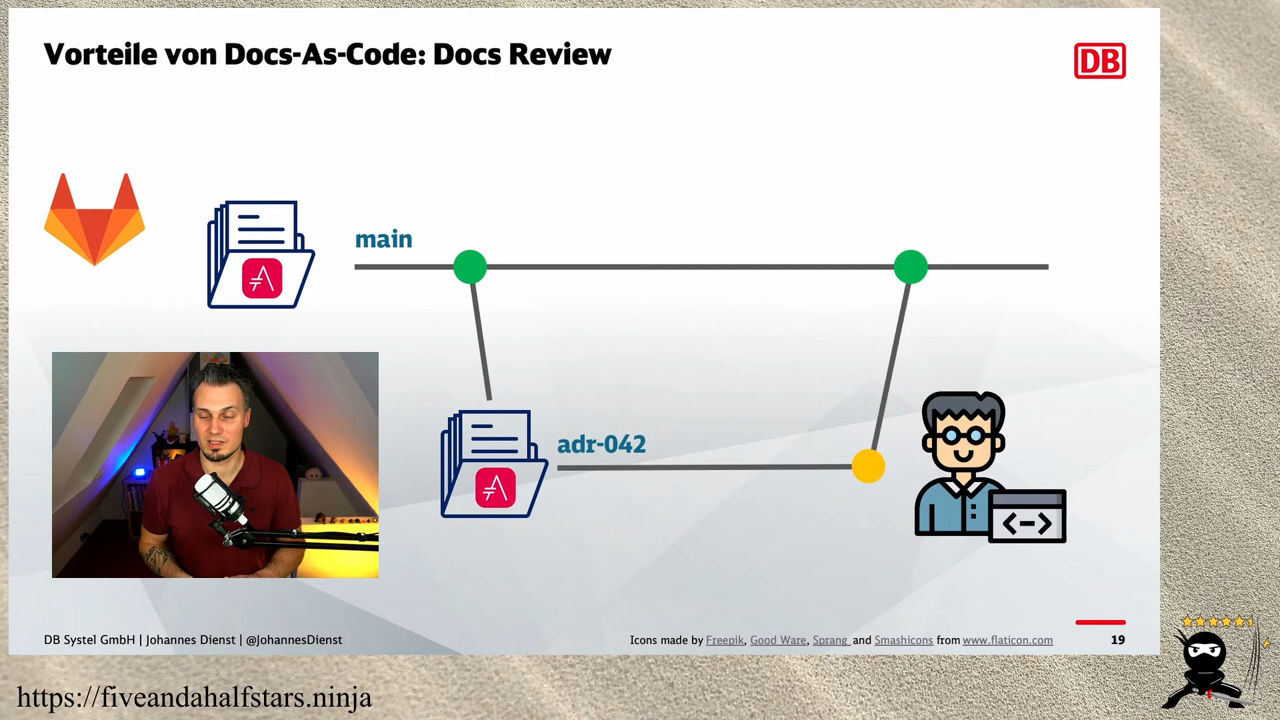 Vorteile von Docs-As-Code: Docs Review
DB
main
adr-042
DB Systel GmbH | Johannes Dienst | @JohannesDienst
Icons made by Freepik, Good Ware, Sprang and Smashicons from www.flaticon.com
19
https://fiveandahalfstars.ninja